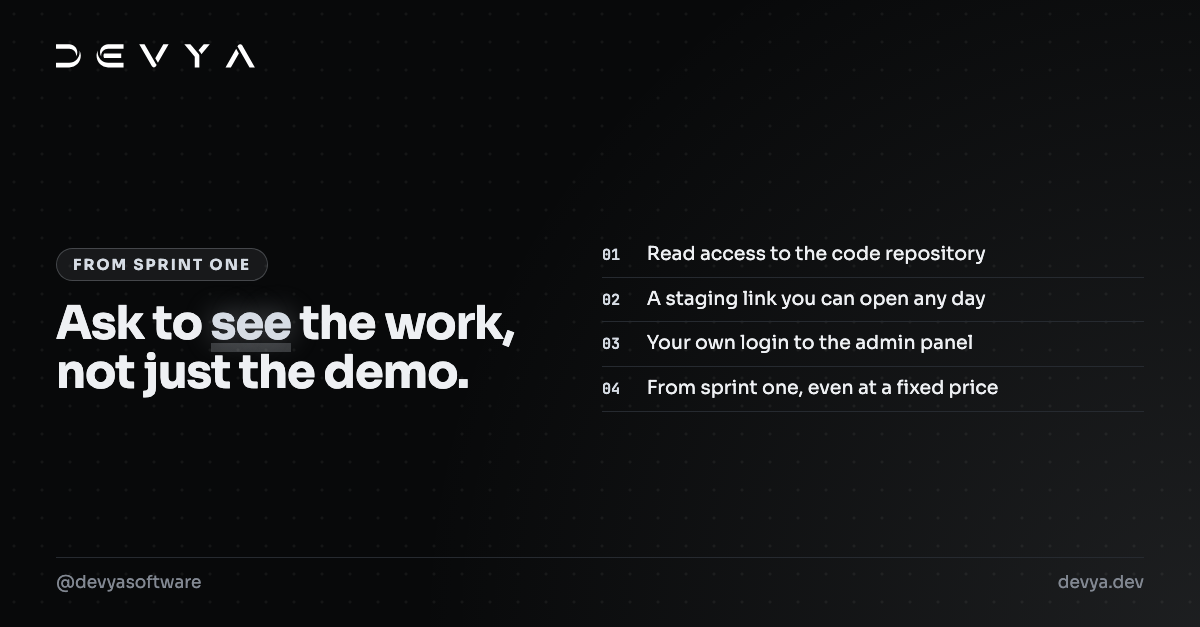 DEVYA
FROM SPRINT ONE
Ask to see the work,
not just the demo.
01 Read access to the code repository
02 A staging link you can open any day
03 Your own login to the admin panel
04 From sprint one, even at a fixed price
@devyasoftware
devya.dev